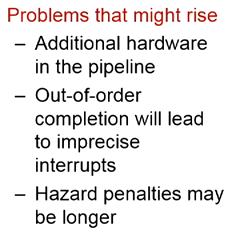 Problems that might rise
– Additional hardware
in the pipeline
– Out-of-order
completion will lead
to imprecise
interrupts
– Hazard penalties may
be longer